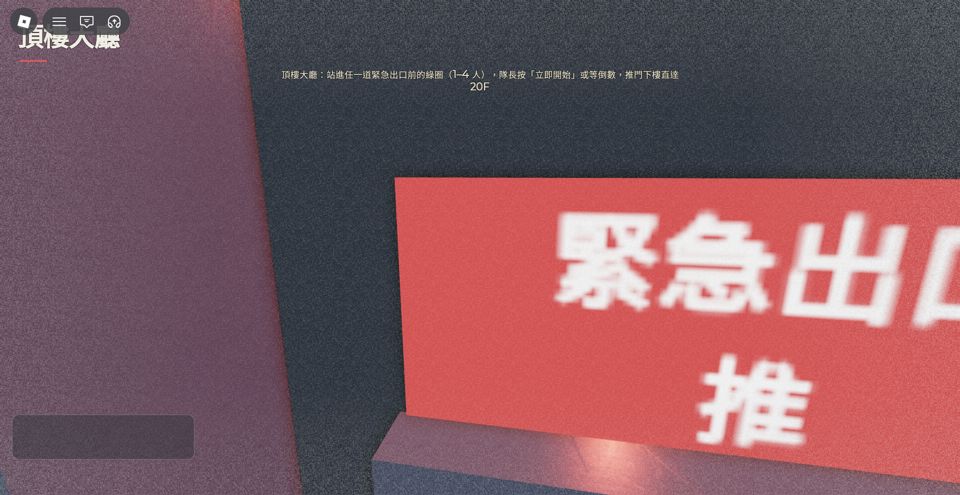 頂樓大廳
頂樓大廳：站進任一道緊急出口前的綠圈（1–4 人），隊長按「立即開始」或等倒數，推門下樓直達
20F
緊急出口
推